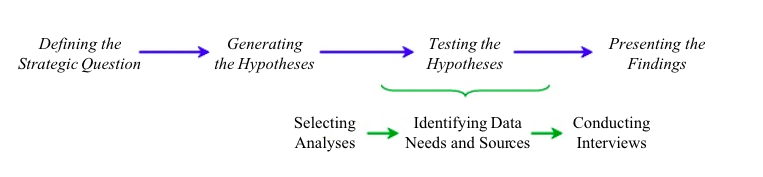 Defining the
Strategic Question
Generating
the Hypotheses
Testing the
Hypotheses
Presenting the
Findings
Selecting
Analyses
Identifying Data
Needs and Sources
Conducting
Interviews